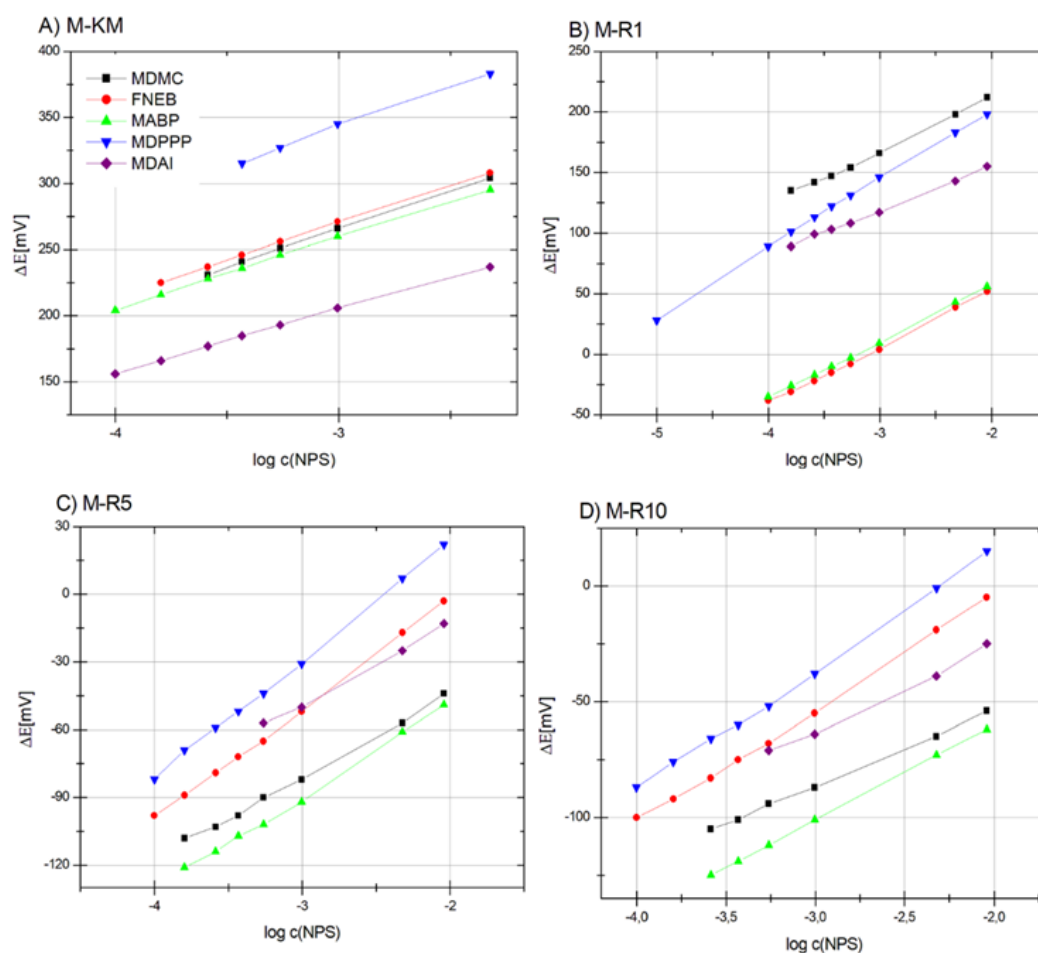 A) M-KM
400
350
300
250
200
150
ΔE[mV]
MDMC
FNEB
MABP
MDPPP
MDAI
-4
-3
log c(NPS)
B) M-R1
250
200
150
100
50
0
-50
ΔE[mV]
-5
-4
-3
-2
log c(NPS)
C) M-R5
30
0
-30
-60
-90
-120
ΔE[mV]
-4
-3
-2
log c(NPS)
D) M-R10
0
-50
-100
ΔE[mV]
-4,0
-3,5
-3,0
-2,5
-2,0
log c(NPS)